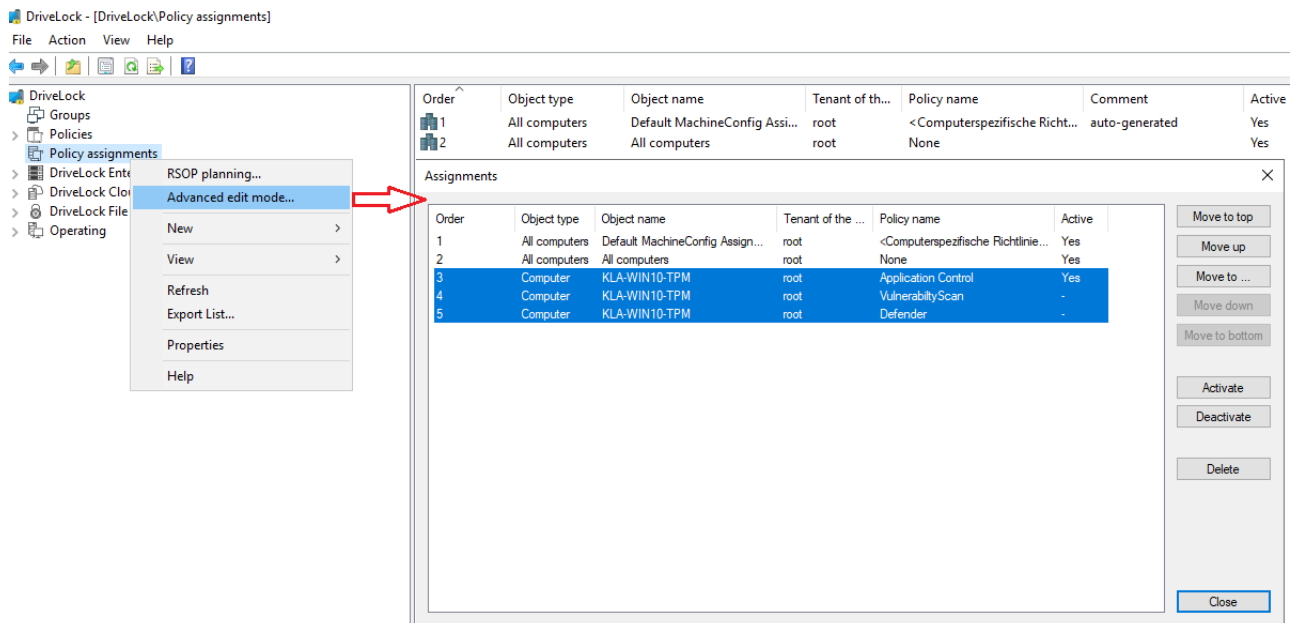 DriveLock - [DriveLock\Policy assignments]
File Action View Help
DriveLock
Groups
Policies
Policy assignments
DriveLock Ente
DriveLock Clou
DriveLock File
Operating
RSOP planning...
Advanced edit mode...
New
View
Refresh
Export List...
Properties
Help
Order Object type Object name Tenant of th... Policy name Comment Active
1 All computers Default MachineConfig Assi... root <Computerspezifische Richt... auto-generated Yes
2 All computers All computers root None Yes
Assignments
Order Object type Object name Tenant of the ... Policy name Active
1 All computers Default MachineConfig Assign... root <Computerspezifische Richtlinie... Yes
2 All computers All computers root None Yes
3 Computer KLA-WIN10-TPM root Application Control Yes
4 Computer KLA-WIN10-TPM root VulnerabiltyScan -
5 Computer KLA-WIN10-TPM root Defender -
Move to top
Move up
Move to ...
Move down
Move to bottom
Activate
Deactivate
Delete
Close